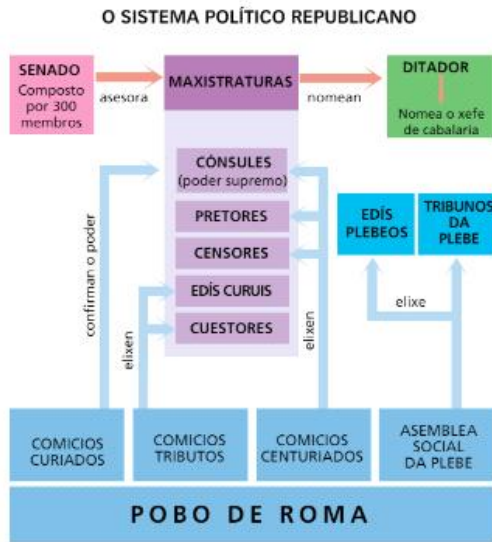 O SISTEMA POLÍTICO REPUBLICANO
SENADO
Composto
por 300
membros
asesora
MAXISTRATURAS
nomean
DITADOR
Nomea o xefe
de cabalaria
CÓNSULES
(poder supremo)
PRETORES
CENSORES
EDÍS CURUIS
CUESTORES
EDÍS
PLEBEOS
TRIBUNOS
DA
PLEBE
confirman o poder
elixen
elixen
elixe
COMICIOS
CURIADOS
COMICIOS
TRIBUTOS
COMICIOS
CENTURIADOS
ASEMBLEA
SOCIAL
DA PLEBE
POBO DE ROMA